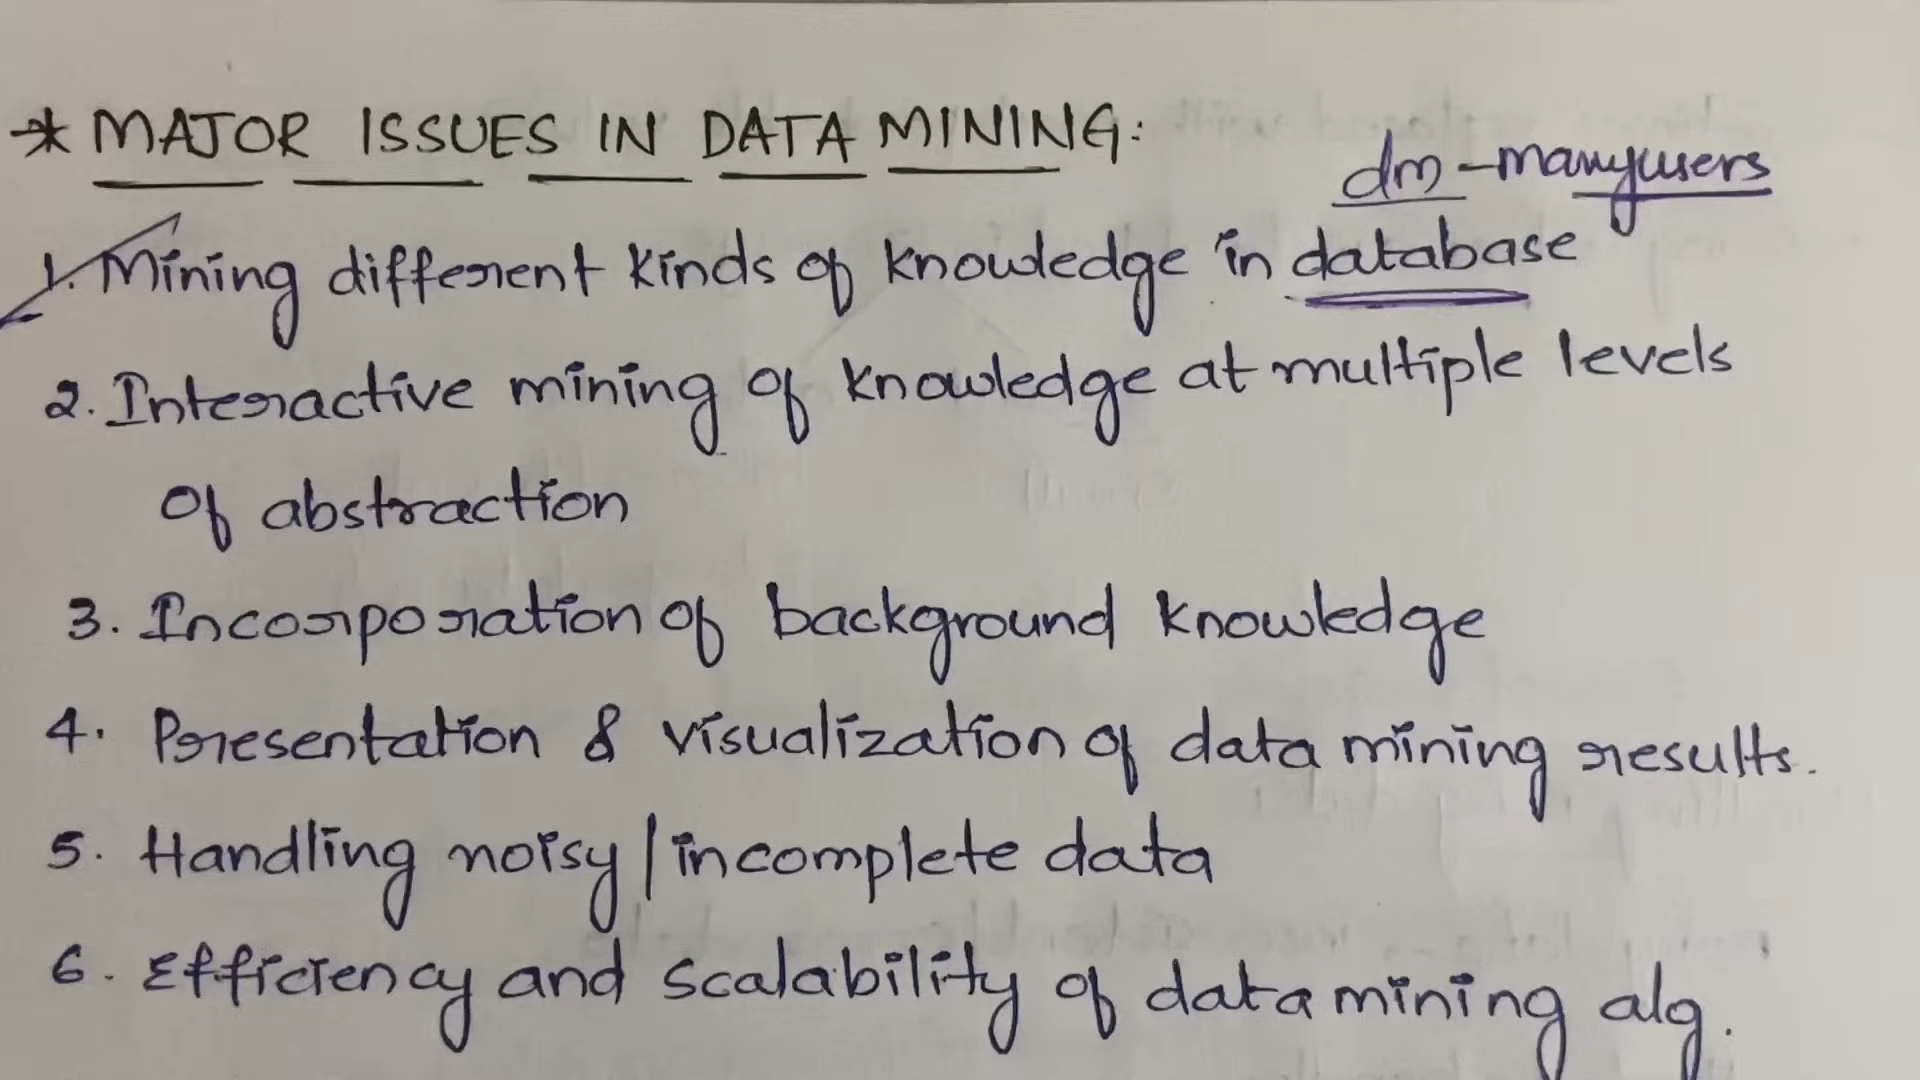 * MAJOR ISSUES IN DATA MINING:
dm - many users
1. Mining different kinds of knowledge in database
2. Interactive mining of knowledge at multiple levels
of abstraction
3. Incorporation of background knowledge
4. Presentation & visualization of data mining results.
5. Handling noisy / incomplete data
6. Efficiency and scalability of data mining alg.